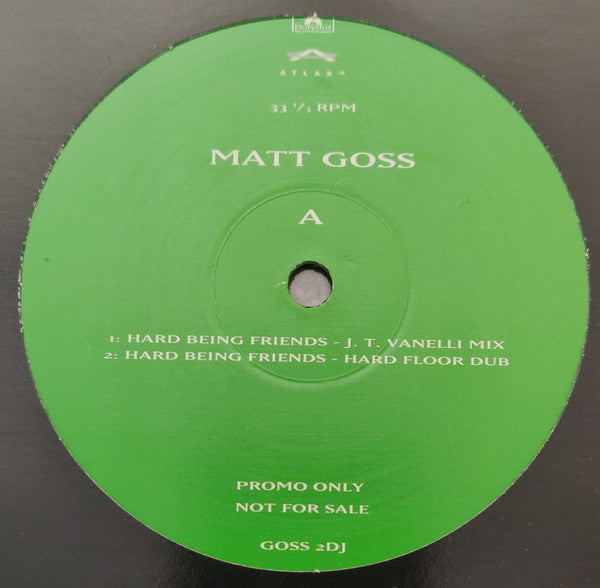 polydor
ATLAS
33 ⅓ RPM
MATT GOSS
A
1: HARD BEING FRIENDS - J. T. VANELLI MIX
2: HARD BEING FRIENDS - HARD FLOOR DUB
PROMO ONLY
NOT FOR SALE
GOSS 2DJ